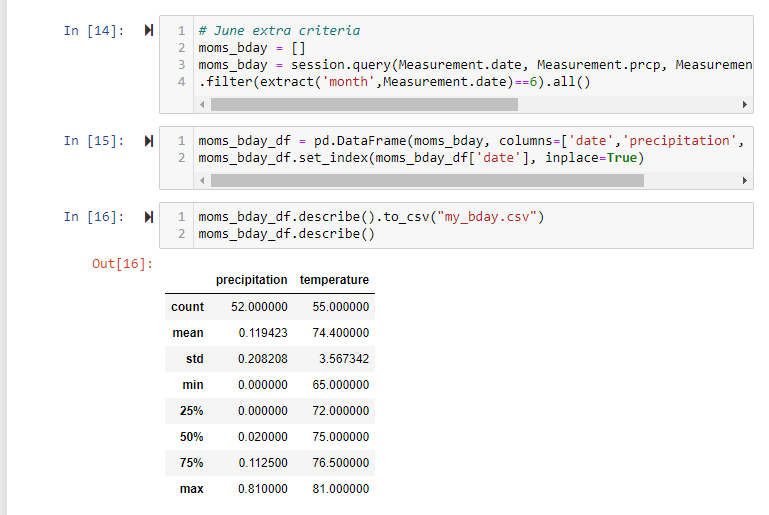 In [14]:
1 # June extra criteria
2 moms_bday = []
3 moms_bday = session.query(Measurement.date, Measurement.prcp, Measuremen
4 .filter(extract('month',Measurement.date)==6).all()
In [15]:
1 moms_bday_df = pd.DataFrame(moms_bday, columns=['date','precipitation',
2 moms_bday_df.set_index(moms_bday_df['date'], inplace=True)
In [16]:
1 moms_bday_df.describe().to_csv("my_bday.csv")
2 moms_bday_df.describe()
Out[16]:
precipitation temperature
count 52.000000 55.000000
mean 0.119423 74.400000
std 0.208208 3.567342
min 0.000000 65.000000
25% 0.000000 72.000000
50% 0.020000 75.000000
75% 0.112500 76.500000
max 0.810000 81.000000